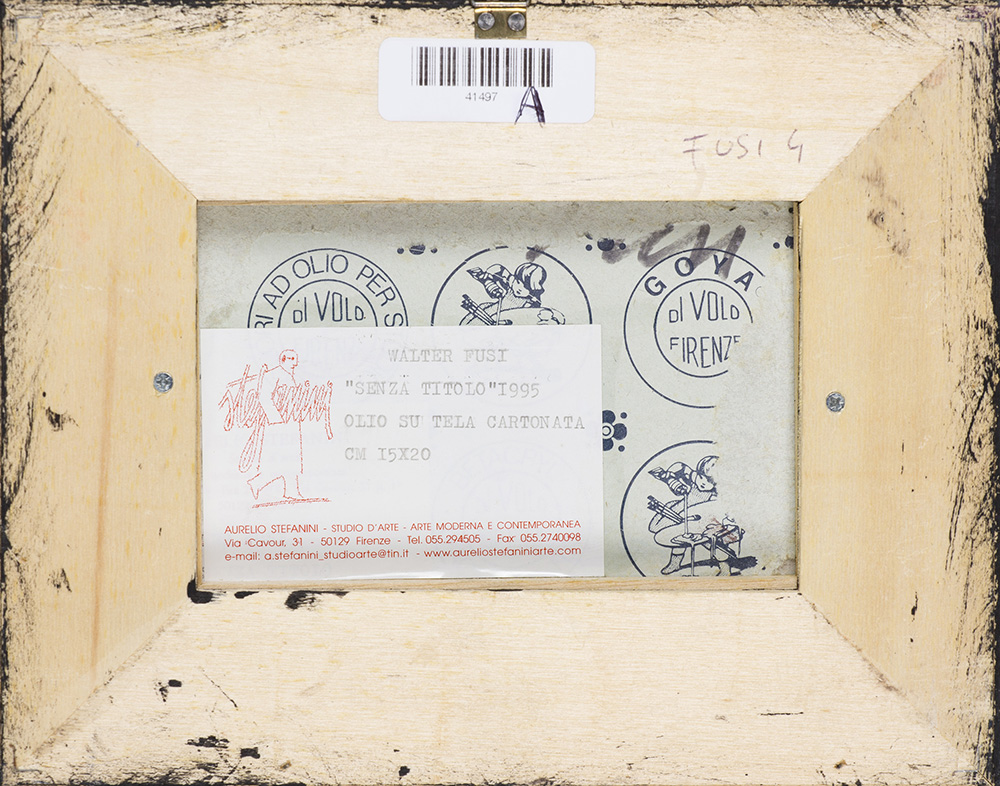 41497
A
FUSI 4
RI AD OLIO PER S
DI VOLO
GOYA
DI VOLO
FIRENZE
stefanini
WALTER FUSI
"SENZA TITOLO"1995
OLIO SU TELA CARTONATA
CM 15X20
AURELIO STEFANINI - STUDIO D'ARTE - ARTE MODERNA E CONTEMPORANEA
Via Cavour, 31 - 50129 Firenze - Tel. 055.294505 - Fax 055.2740098
e-mail: a.stefanini_studioarte@tin.it - www.aureliostefaniniarte.com